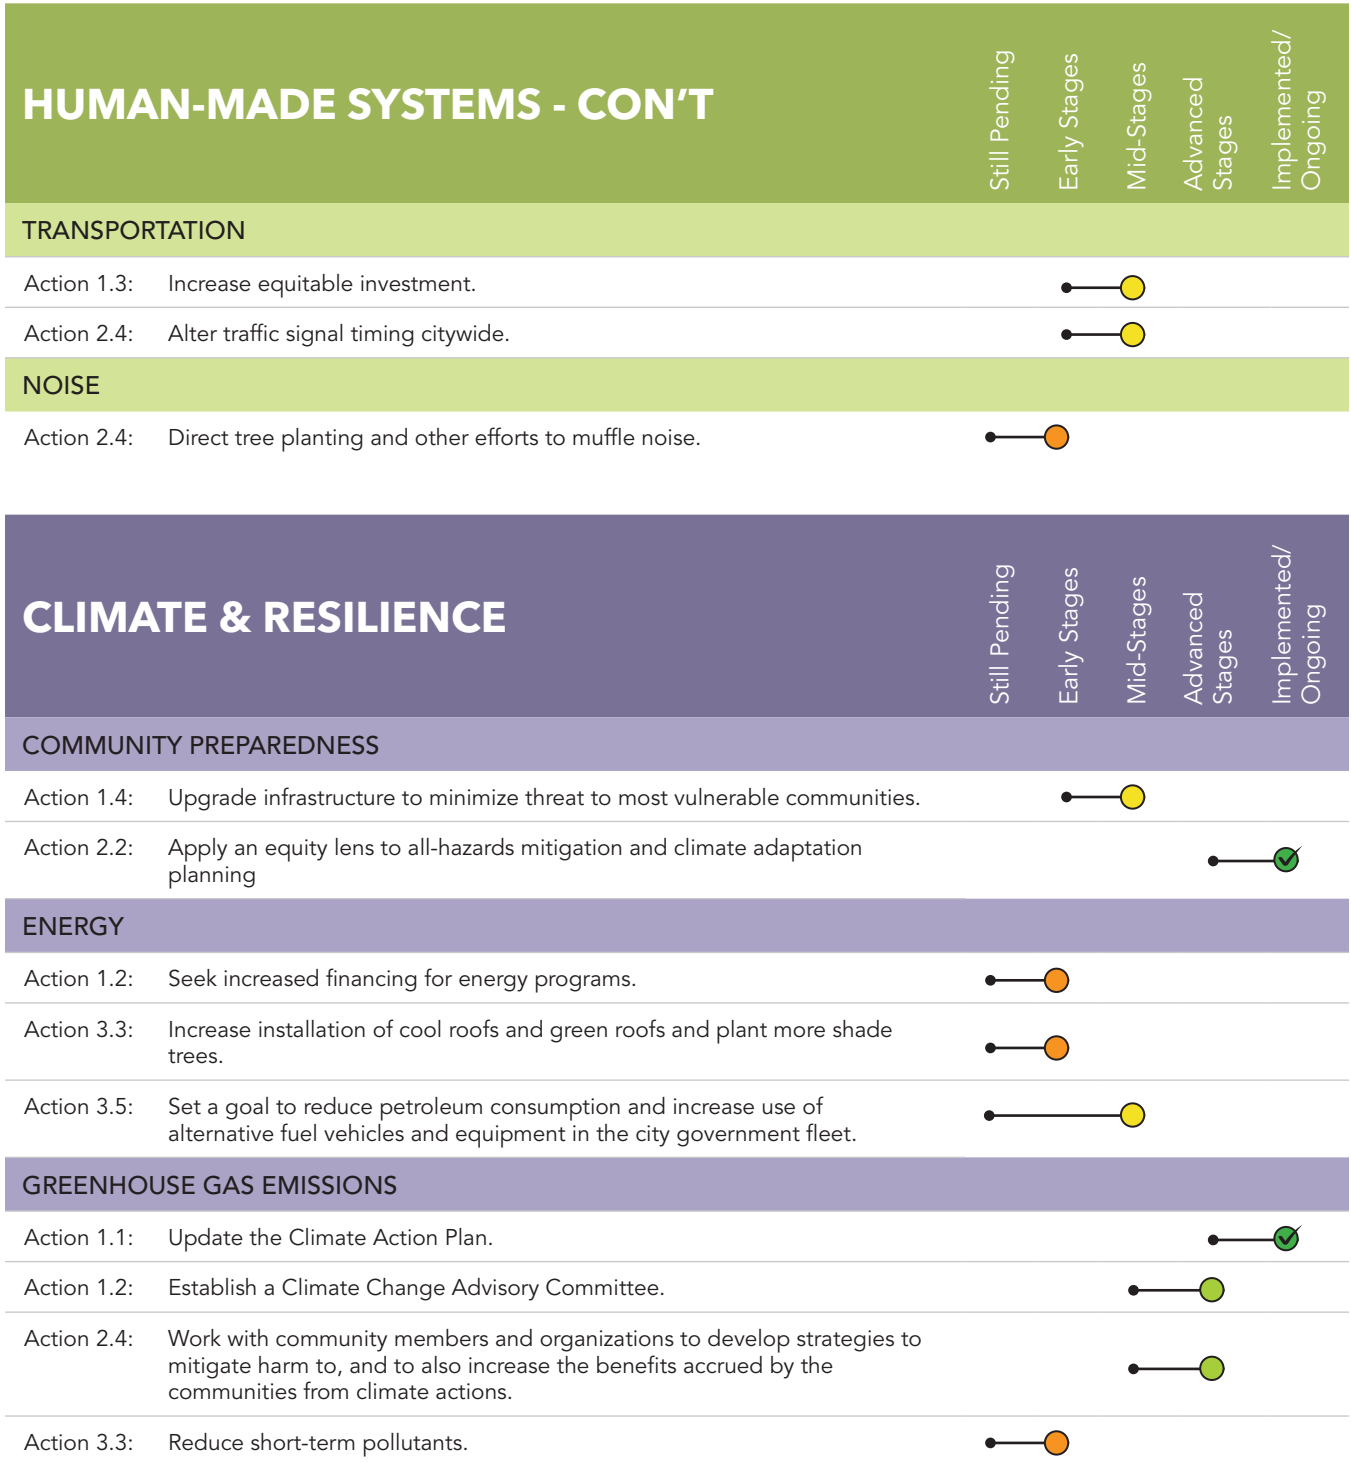 HUMAN-MADE SYSTEMS - CON'T
Still Pending
Early Stages
Mid-Stages
Advanced
Stages
Implemented/
Ongoing
TRANSPORTATION
Action 1.3: Increase equitable investment.
Action 2.4: Alter traffic signal timing citywide.
NOISE
Action 2.4: Direct tree planting and other efforts to muffle noise.
CLIMATE & RESILIENCE
Still Pending
Early Stages
Mid-Stages
Advanced
Stages
Implemented/
Ongoing
COMMUNITY PREPAREDNESS
Action 1.4: Upgrade infrastructure to minimize threat to most vulnerable communities.
Action 2.2: Apply an equity lens to all-hazards mitigation and climate adaptation
planning
ENERGY
Action 1.2: Seek increased financing for energy programs.
Action 3.3: Increase installation of cool roofs and green roofs and plant more shade
trees.
Action 3.5: Set a goal to reduce petroleum consumption and increase use of
alternative fuel vehicles and equipment in the city government fleet.
GREENHOUSE GAS EMISSIONS
Action 1.1: Update the Climate Action Plan.
Action 1.2: Establish a Climate Change Advisory Committee.
Action 2.4: Work with community members and organizations to develop strategies to
mitigate harm to, and to also increase the benefits accrued by the
communities from climate actions.
Action 3.3: Reduce short-term pollutants.